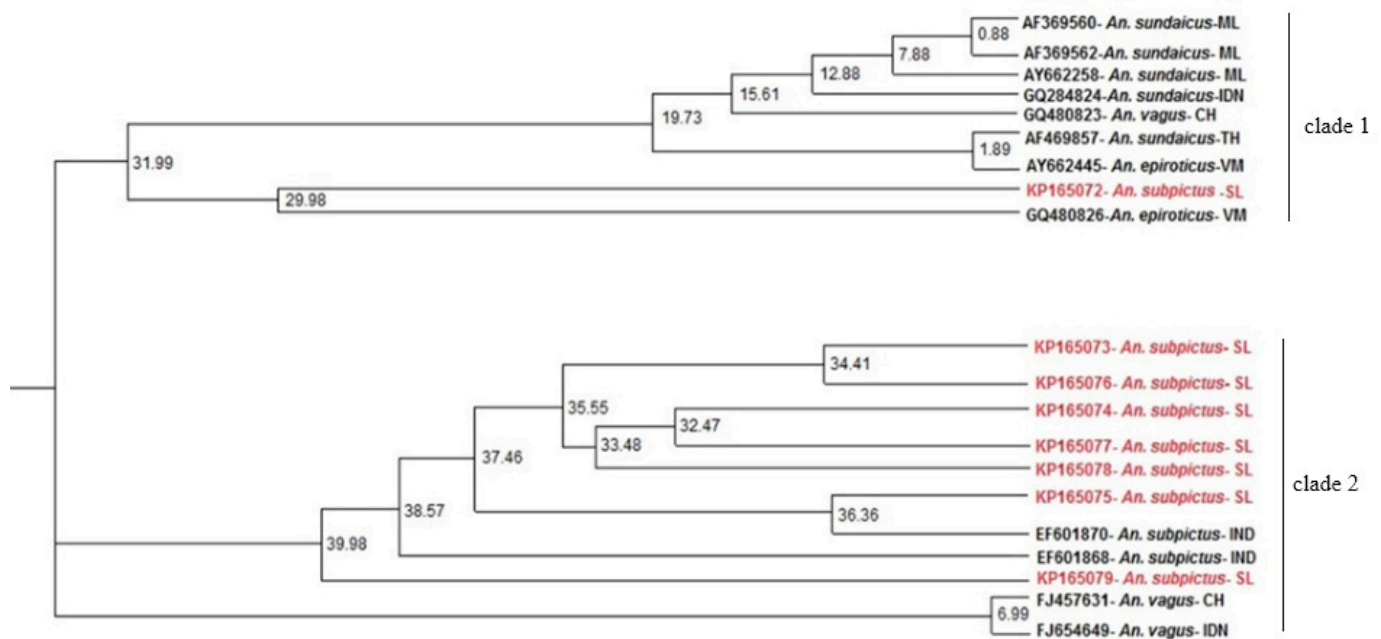 AF369560- An. sundaicus-ML
0.88
AF369562-An. sundaicus- ML
7.88
AY662258- An. sundaicus- ML
12.88
GQ284824-An. sundaicus-IDN
15.61
GQ480823- An. vagus- CH
19.73
AF469857- An. sundaicus-TH
1.89
AY662445- An. epiroticus-VM
31.99
KP165072- An. subpictus -SL
29.98
GQ480826-An. epiroticus- VM
clade 1
KP165073- An. subpictus- SL
34.41
KP165076- An. subpictus- SL
35.55
KP165074- An. subpictus- SL
32.47
33.48
KP165077- An. subpictus- SL
37.46
KP165078- An. subpictus- SL
KP165075- An. subpictus- SL
38.57
36.36
EF601870- An. subpictus- IND
39.98
EF601868- An. subpictus- IND
KP165079- An. subpictus- SL
FJ457631- An. vagus- CH
6.99
FJ654649- An. vagus- IDN
clade 2